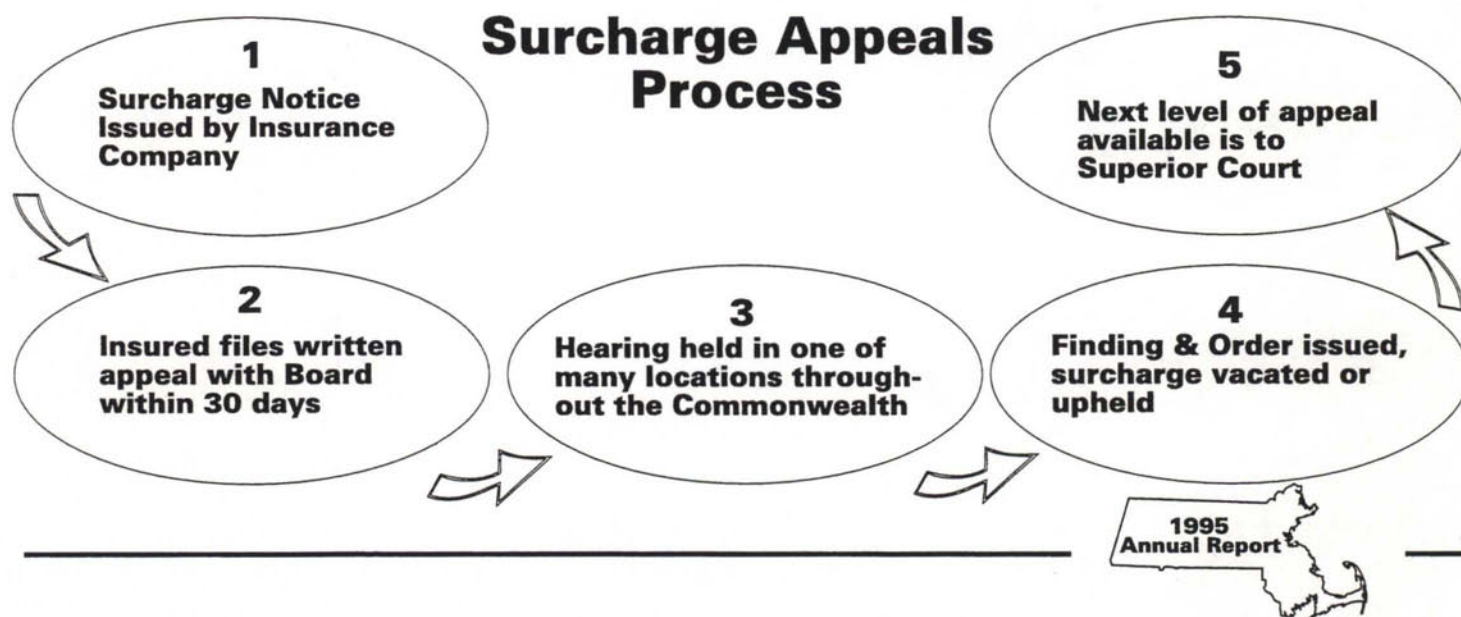 Surcharge Appeals
Process
1
Surcharge Notice
Issued by Insurance
Company
2
Insured files written
appeal with Board
within 30 days
3
Hearing held in one of
many locations through-
out the Commonwealth
4
Finding & Order issued,
surcharge vacated or
upheld
5
Next level of appeal
available is to
Superior Court
1995
Annual Report